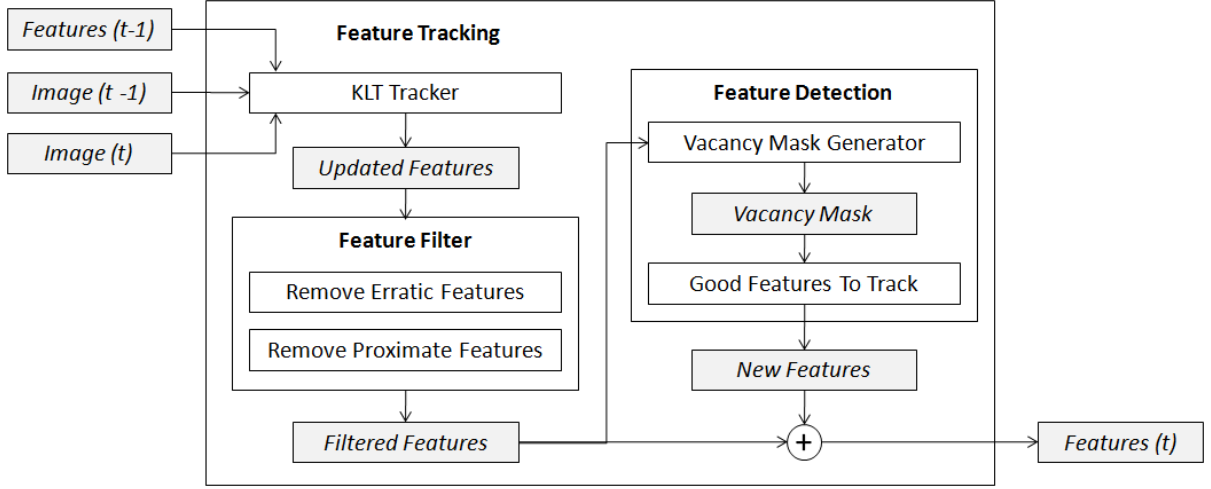 Features (t-1)
Image (t -1)
Image (t)
Feature Tracking
KLT Tracker
Updated Features
Feature Filter
Remove Erratic Features
Remove Proximate Features
Filtered Features
Feature Detection
Vacancy Mask Generator
Vacancy Mask
Good Features To Track
New Features
+
Features (t)